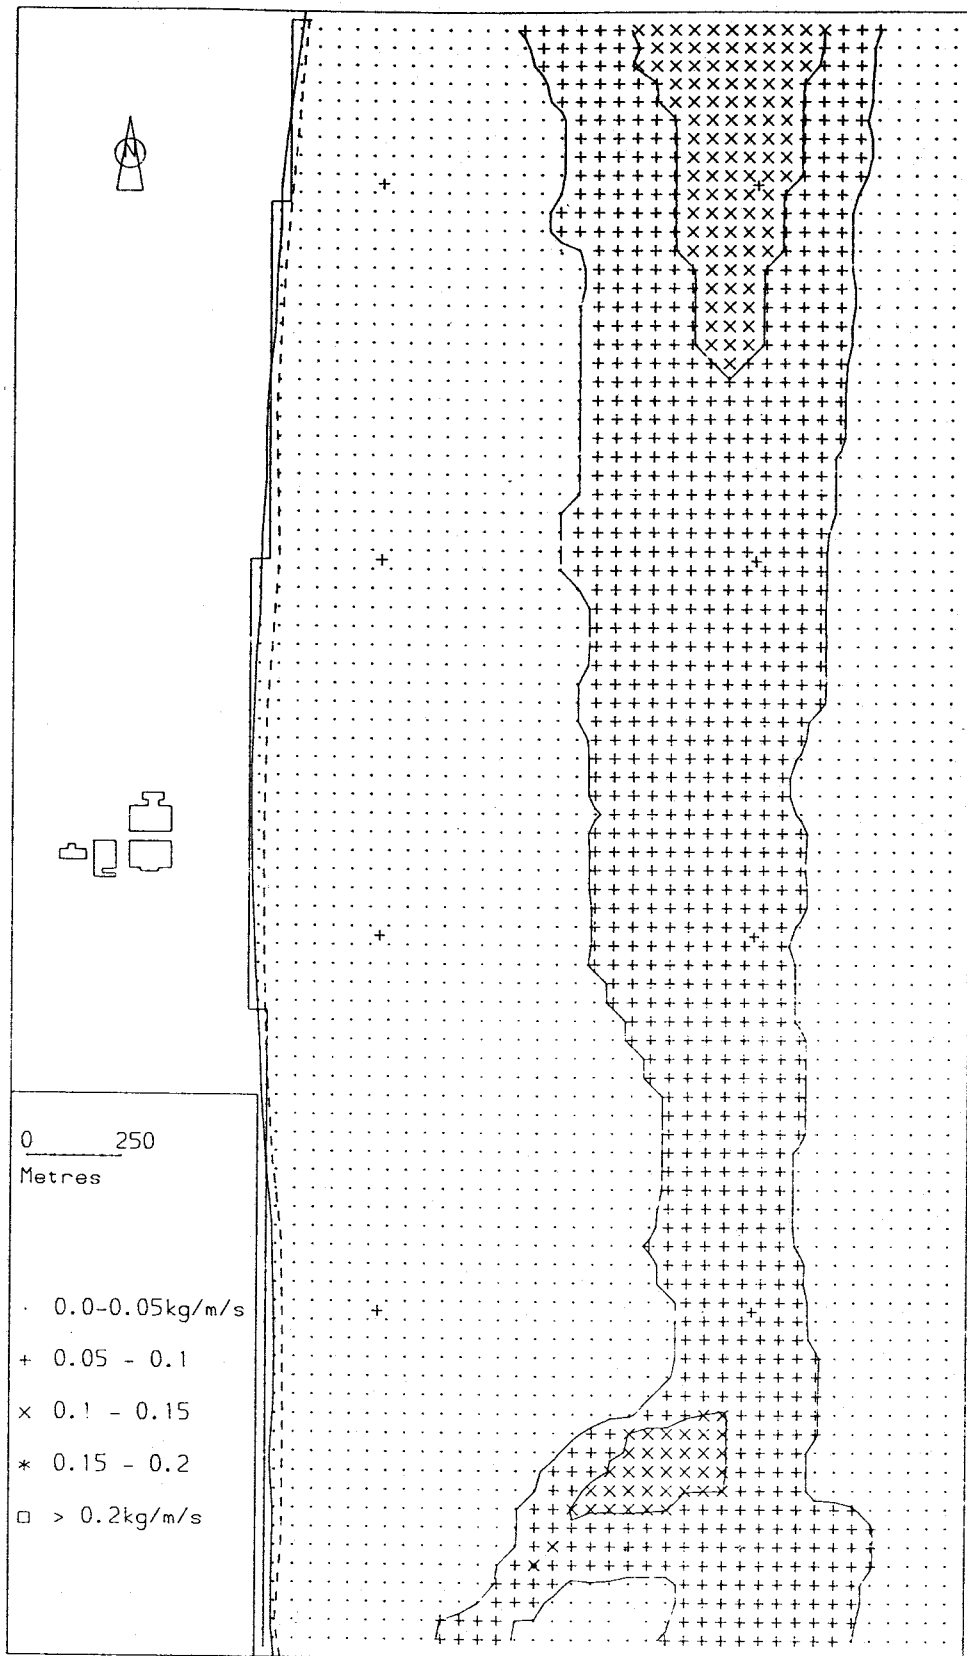 N
0 250
Metres
· 0.0-0.05kg/m/s
+ 0.05 - 0.1
× 0.1 - 0.15
* 0.15 - 0.2
□ > 0.2kg/m/s